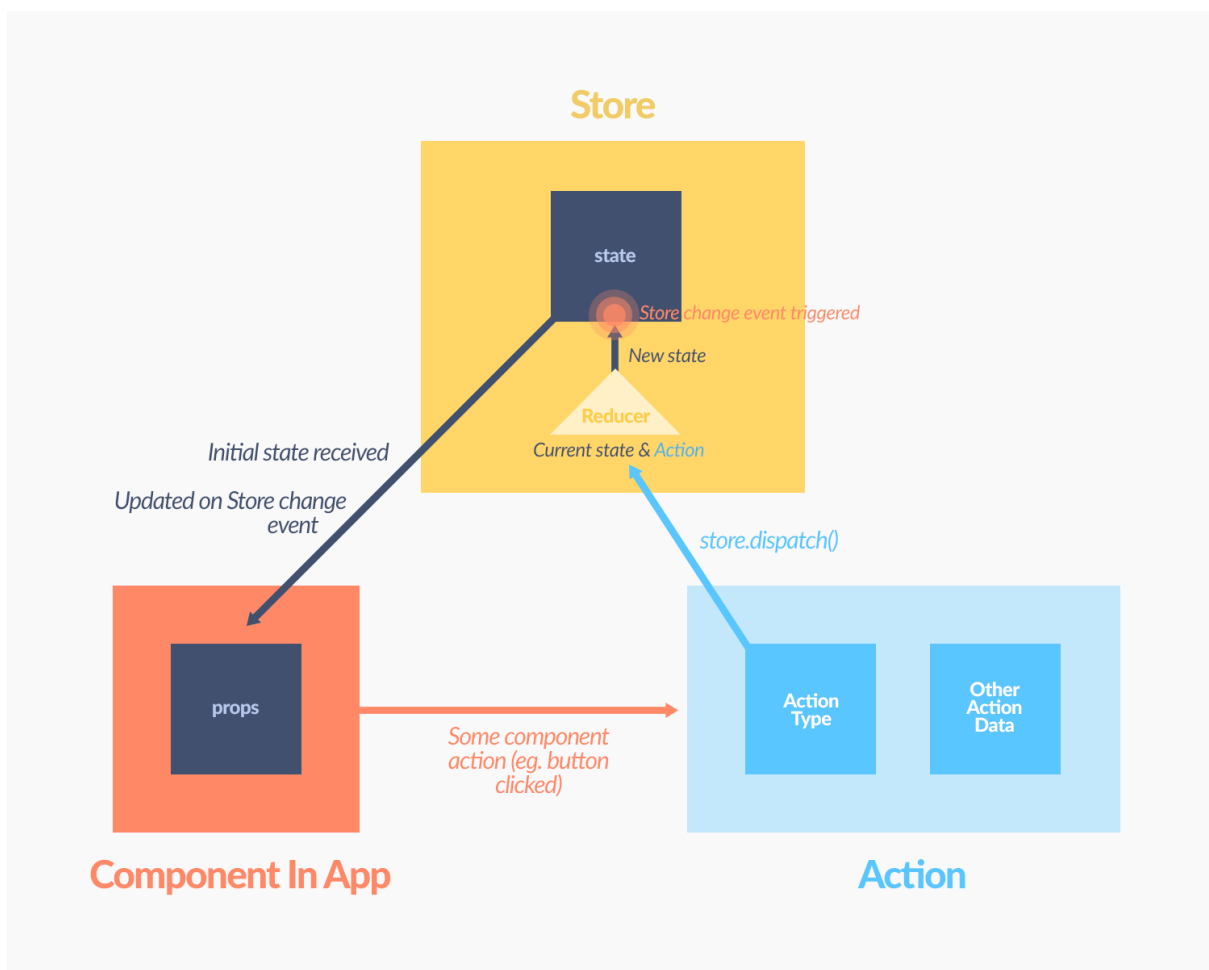 Store
state
Store change event triggered
New state
Reducer
Current state & Action
Initial state received
Updated on Store change
event
store.dispatch()
props
Some component
action (eg. button
clicked)
Action
Type
Other
Action
Data
Component In App
Action